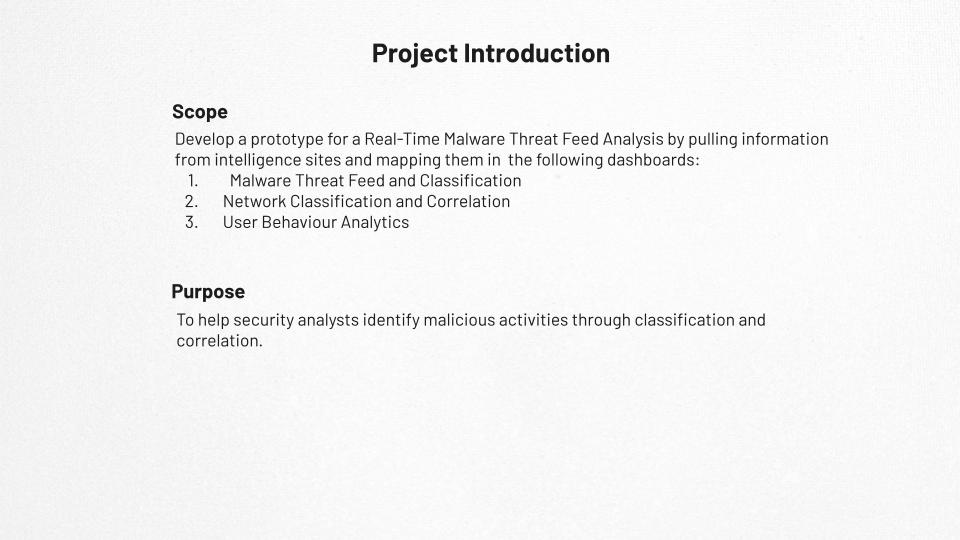 Project Introduction
Scope
Develop a prototype for a Real-Time Malware Threat Feed Analysis by pulling information
from intelligence sites and mapping them in  the following dashboards:
1. Malware Threat Feed and Classification
2. Network Classification and Correlation
3. User Behaviour Analytics
Purpose
To help security analysts identify malicious activities through classification and
correlation.